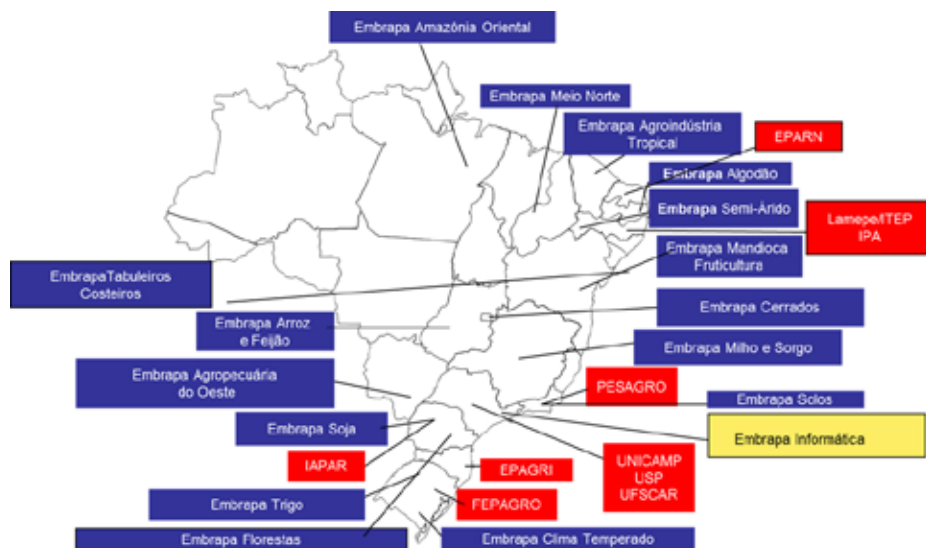 Embrapa Amazônia Oriental
Embrapa Meio Norte
Embrapa Agroindústria
Tropical
EPARN
Embrapa Algodão
Embrapa Semi-Árido
Lamepe/ITEP
IPA
Embrapa Mandioca
Fruticultura
EmbrapaTabuleiros
Costeiros
Embrapa Cerrados
Embrapa Arroz
e Feijão
Embrapa Milho e Sorgo
Embrapa Agropecuária
do Oeste
PESAGRO
Embrapa Solos
Embrapa Soja
Embrapa Informática
IAPAR
EPAGRI
UNICAMP
USP
UFSCAR
Embrapa Trigo
FEPAGRO
Embrapa Florestas
Embrapa Clima Temperado